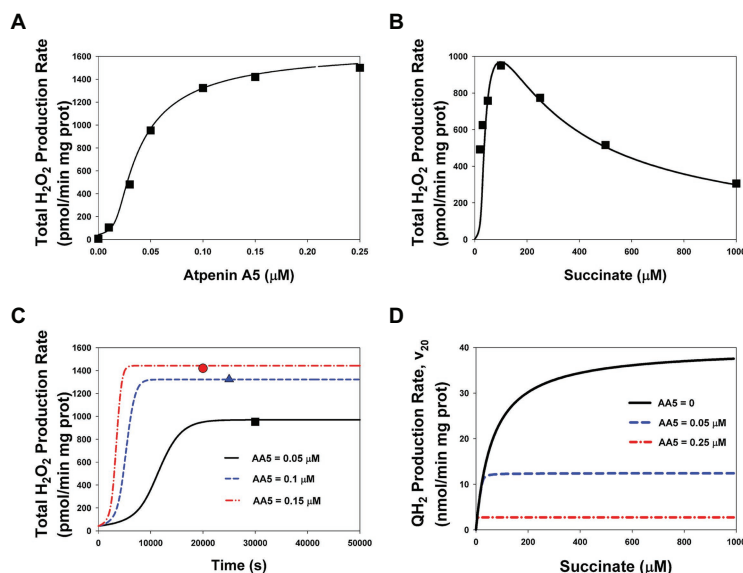 A
Total H₂O₂ Production Rate
(pmol/min mg prot)
1600
1400
1200
1000
800
600
400
200
0
0.00 0.05 0.10 0.15 0.20 0.25
Atpenin A5 (µM)
B
Total H₂O₂ Production Rate
(pmol/min mg prot)
1000
800
600
400
200
0
0 200 400 600 800 1000
Succinate (µM)
C
Total H₂O₂ Production Rate
(pmol/min mg prot)
1600
1400
1200
1000
800
600
400
200
0
AA5 = 0.05 µM
AA5 = 0.1 µM
AA5 = 0.15 µM
0 10000 20000 30000 40000 50000
Time (s)
D
QH₂ Production Rate, v₂₀
(nmol/min mg prot)
40
30
20
10
0
AA5 = 0
AA5 = 0.05 µM
AA5 = 0.25 µM
0 200 400 600 800 1000
Succinate (µM)